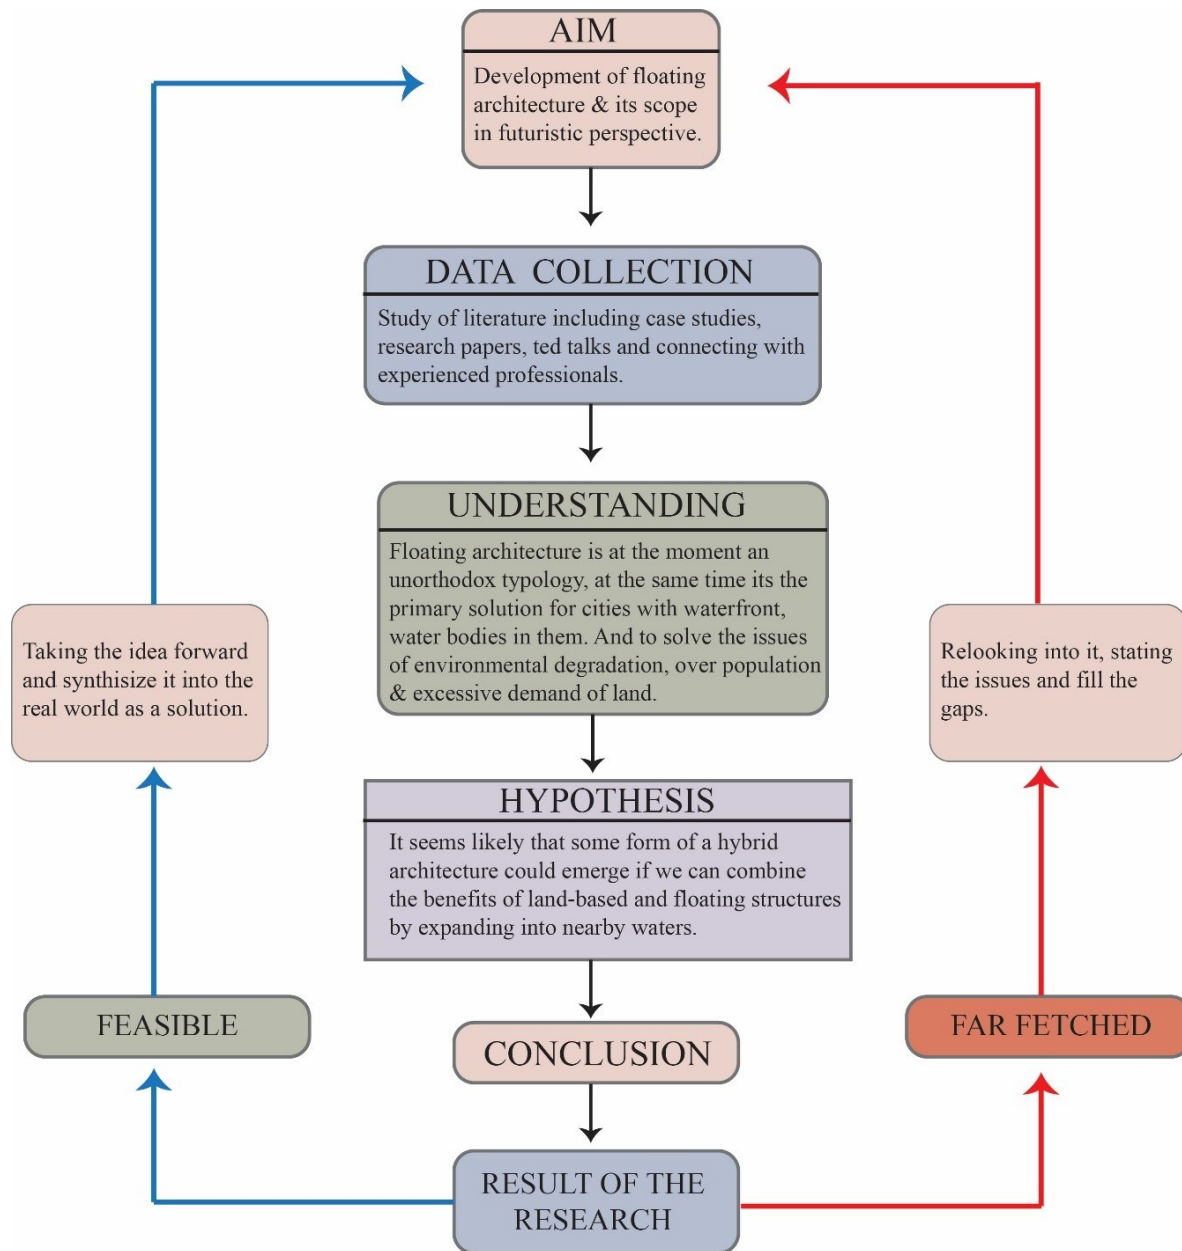 AIM
Development of floating
architecture & its scope
in futuristic perspective.
DATA COLLECTION
Study of literature including case studies,
research papers, ted talks and connecting with
experienced professionals.
UNDERSTANDING
Floating architecture is at the moment an
unorthodox typology, at the same time its the
primary solution for cities with waterfront,
water bodies in them. And to solve the issues
of environmental degradation, over population
& excessive demand of land.
Taking the idea forward
and synthisize it into the
real world as a solution.
Relooking into it, stating
the issues and fill the
gaps.
HYPOTHESIS
It seems likely that some form of a hybrid
architecture could emerge if we can combine
the benefits of land-based and floating structures
by expanding into nearby waters.
FEASIBLE
FAR FETCHED
CONCLUSION
RESULT OF THE
RESEARCH